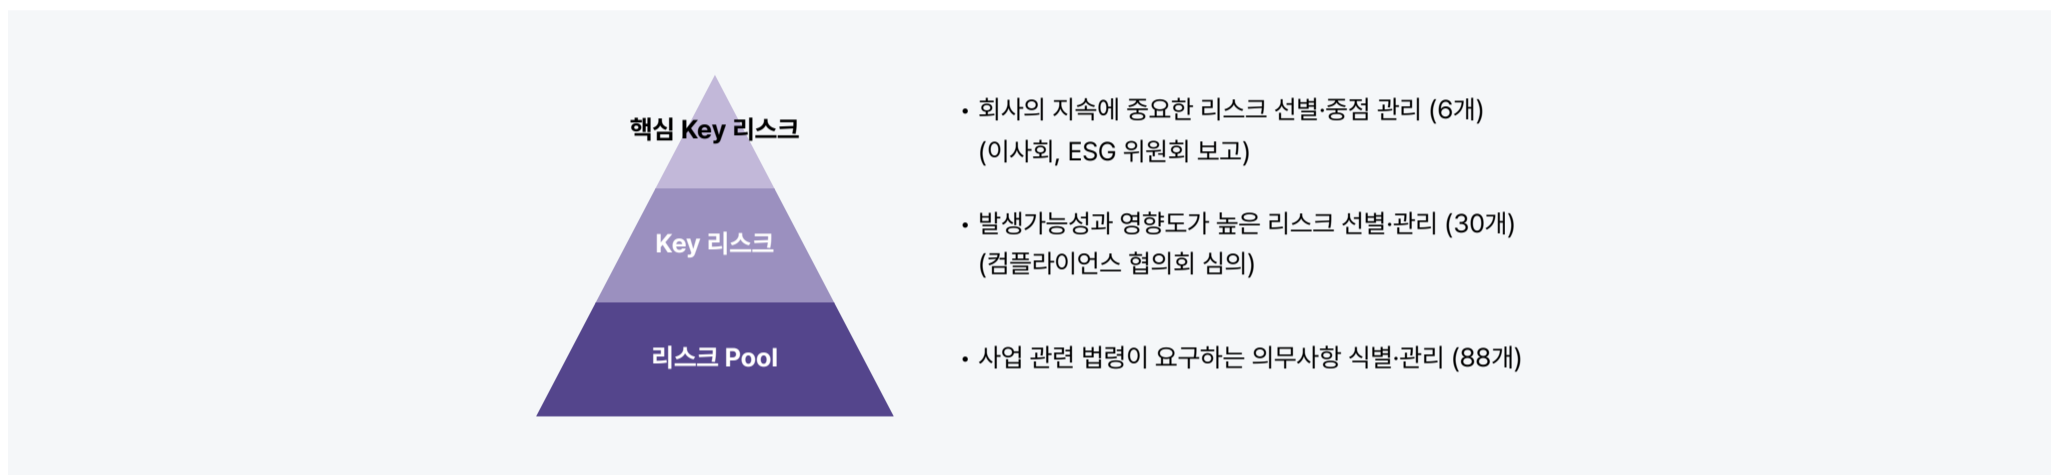 핵심 Key 리스크
• 회사의 지속에 중요한 리스크 선별·중점 관리 (6개)
(이사회, ESG 위원회 보고)
Key 리스크
• 발생가능성과 영향도가 높은 리스크 선별·관리 (30개)
(컴플라이언스 협의회 심의)
리스크 Pool
• 사업 관련 법령이 요구하는 의무사항 식별·관리 (88개)